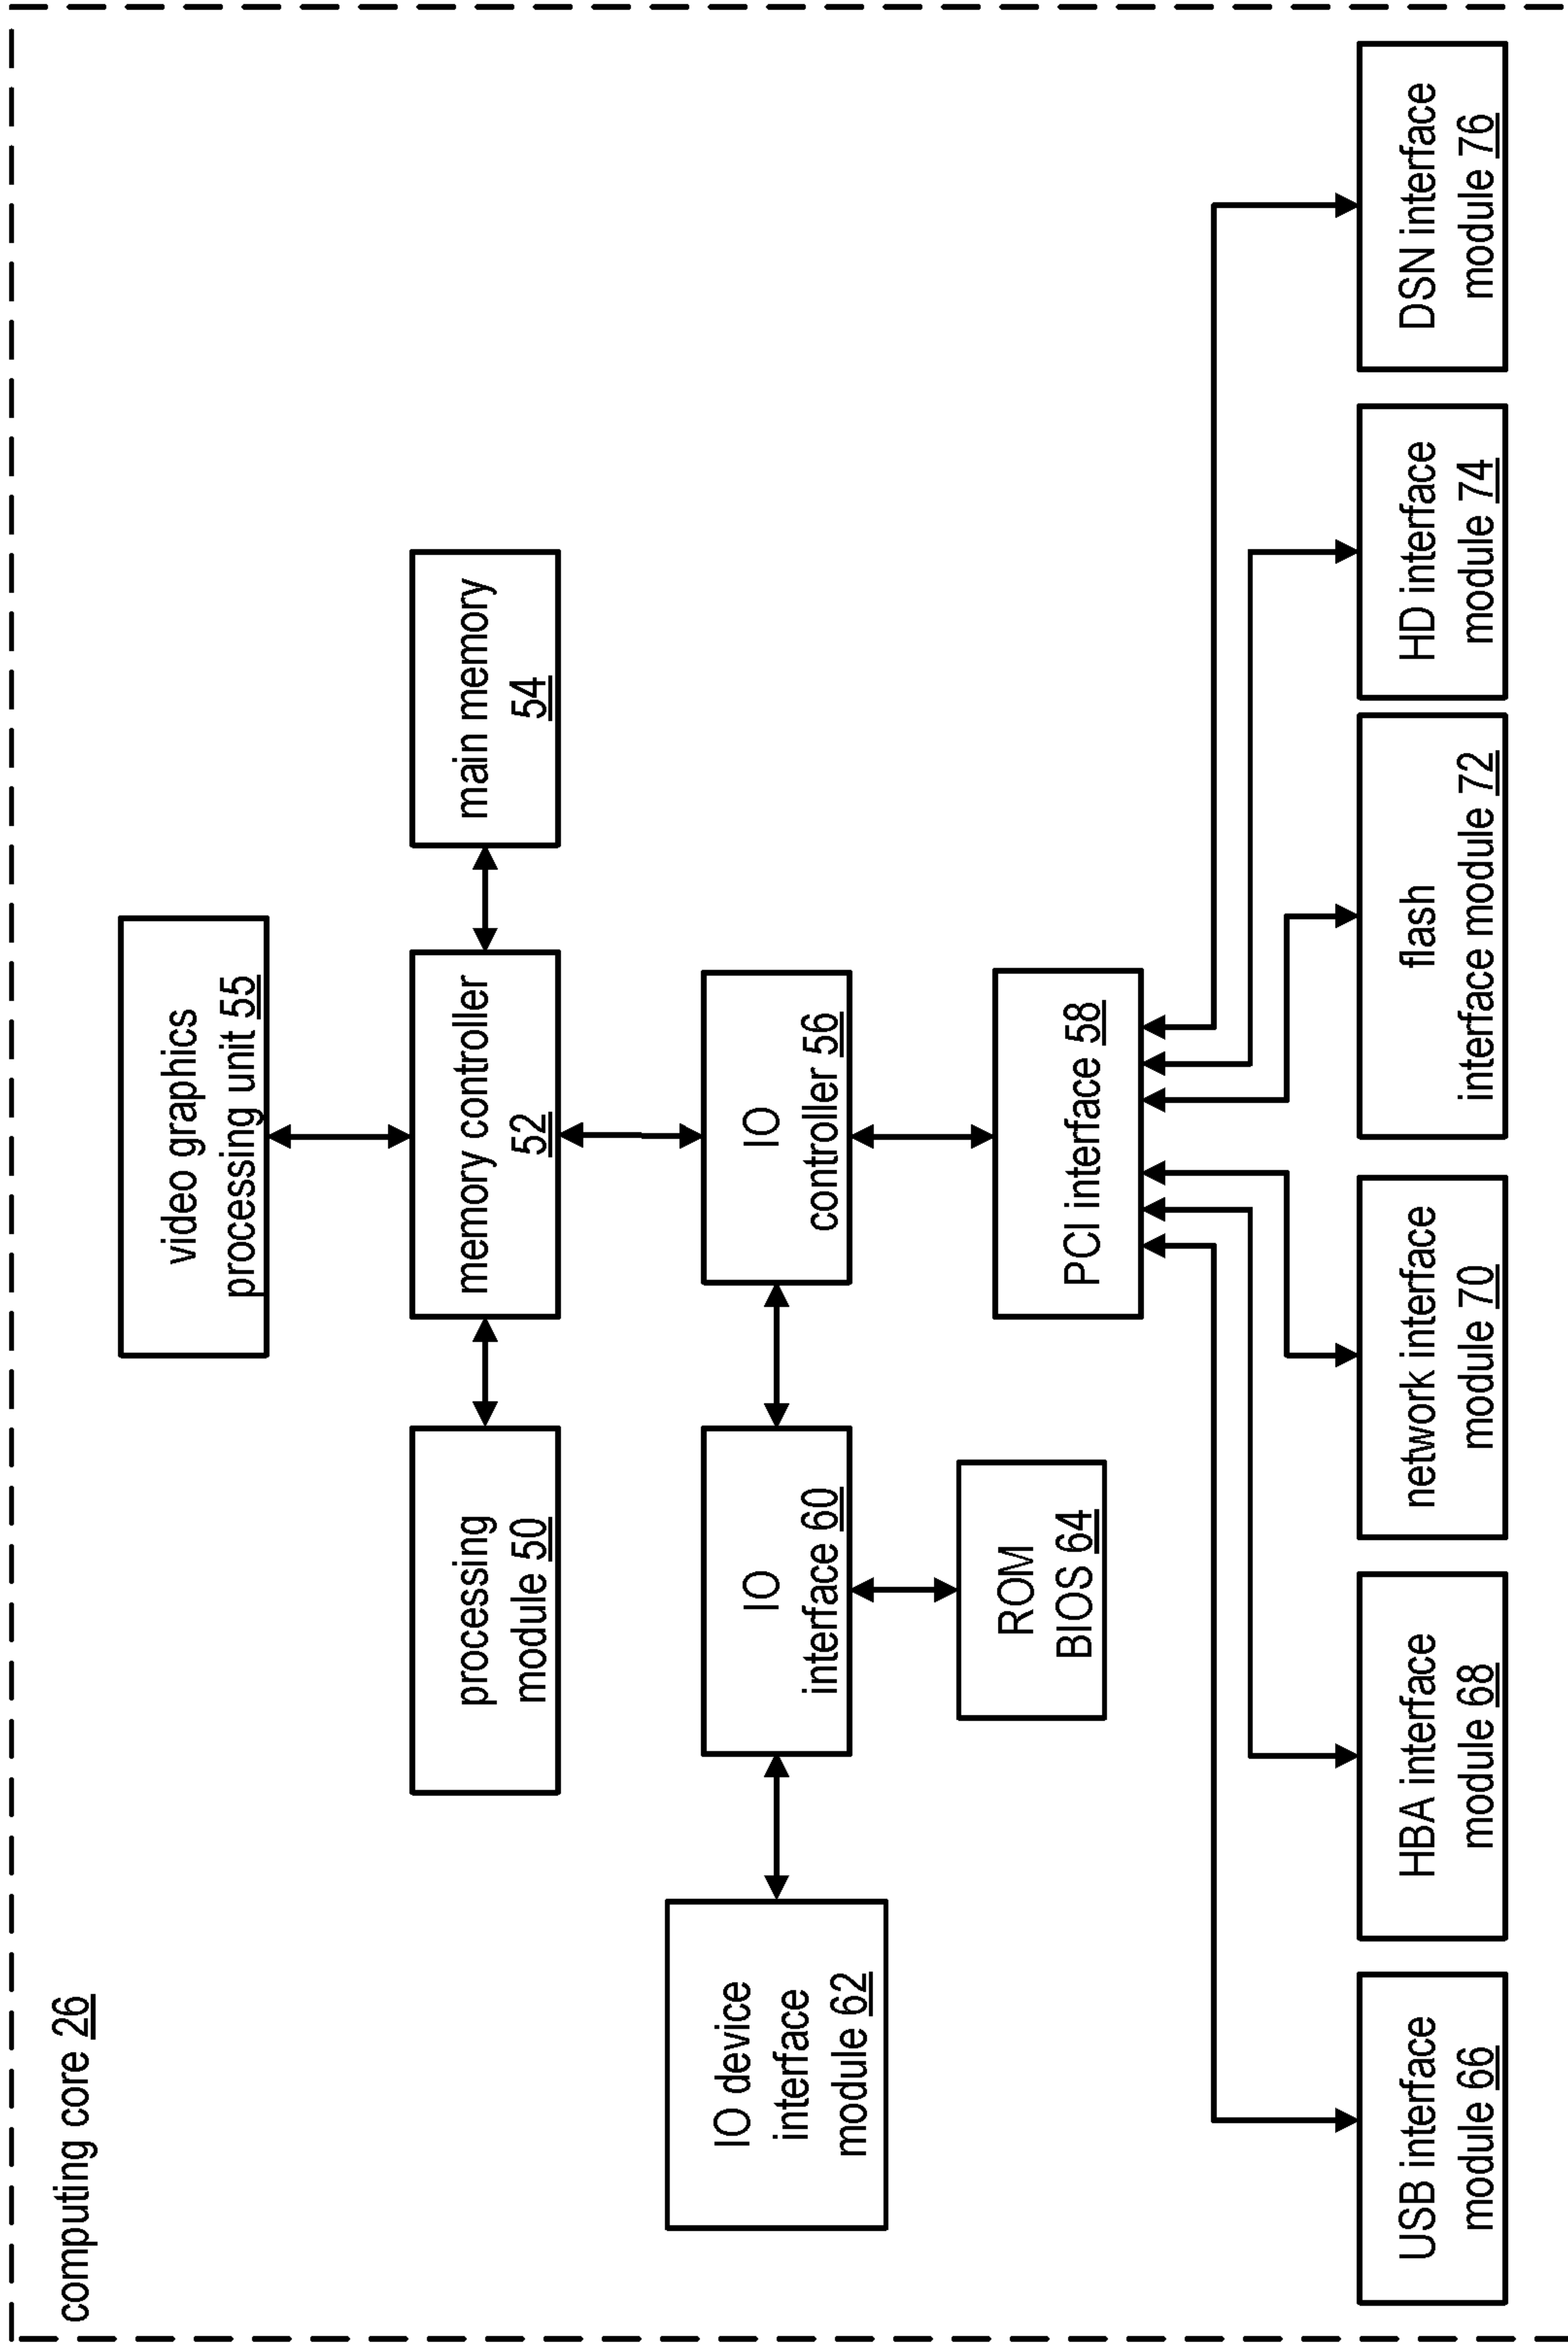 computing core 26
video graphics
processing unit 55
processing
module 50
memory controller
52
main memory
54
IO device
interface
module 62
IO
interface 60
IO
controller 56
ROM
BIOS 64
PCI interface 58
USB interface
module 66
HBA interface
module 68
network interface
module 70
flash
interface module 72
HD interface
module 74
DSN interface
module 76